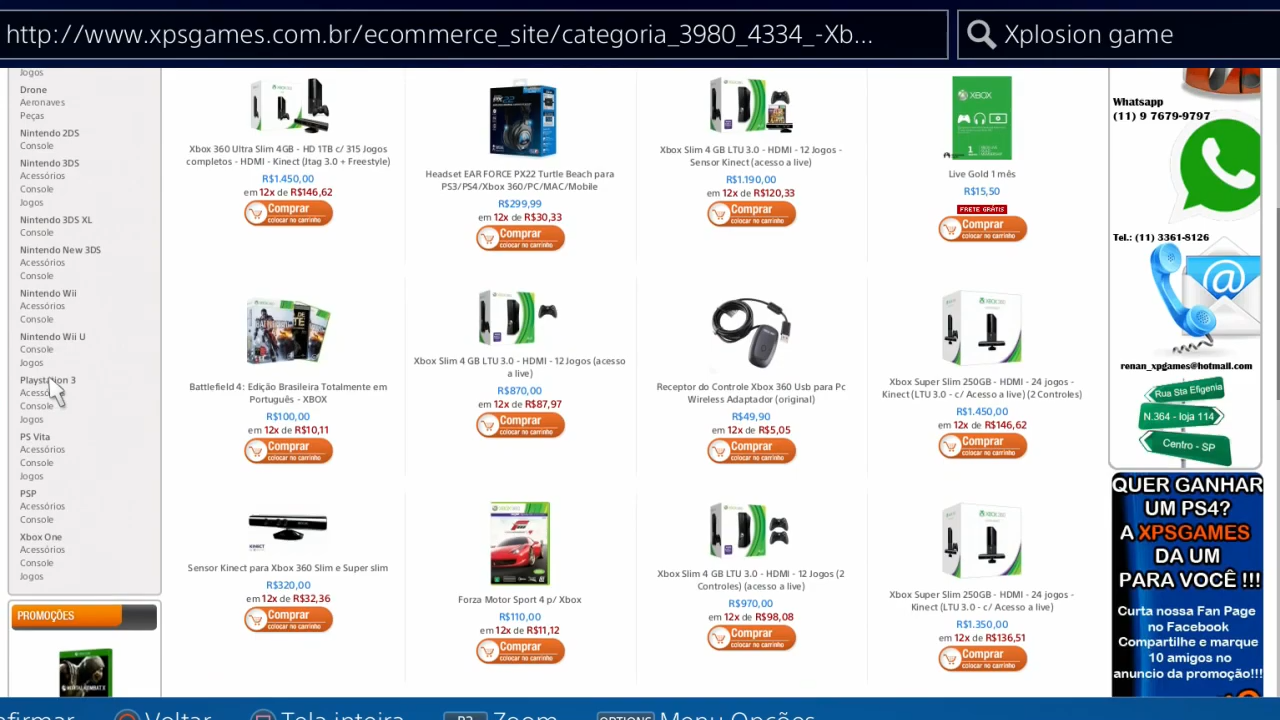 http://www.xpsgames.com.br/ecommerce_site/categoria_3980_4334_-Xb...
Xplosion game
Jogos
Drone
Aeronaves
Peças
Nintendo 2DS
Console
Nintendo 3DS
Acessórios
Console
Jogos
Nintendo 3DS XL
Console
Nintendo New 3DS
Acessórios
Console
Nintendo Wii
Acessórios
Console
Nintendo Wii U
Console
Jogos
Playstation 3
Console
Jogos
PS Vita
Acessórios
Console
Jogos
PSP
Acessórios
Console
Xbox One
Acessórios
Console
Jogos
PROMOÇÕES
Xbox 360 Ultra Slim 4GB - HD 1TB c/ 315 Jogos
completos - HDMI - Kinect (Jtag 3.0 + Freestyle)
R$1.450,00
em 12x de R$146,62
Comprar
colocar no carrinho
Headset EAR FORCE PX22 Turtle Beach para
PS3/PS4/Xbox 360/PC/MAC/Mobile
R$299,99
em 12x de R$30,33
Comprar
colocar no carrinho
Xbox Slim 4 GB LTU 3.0 - HDMI - 12 Jogos -
Sensor Kinect (acesso a live)
R$1.190,00
em 12x de R$120,33
Comprar
colocar no carrinho
XBOX
Live Gold 1 mês
R$15,50
FRETE GRÁTIS
Comprar
colocar no carrinho
Battlefield 4: Edição Brasileira Totalmente em
Português - XBOX
R$100,00
em 12x de R$10,11
Comprar
colocar no carrinho
Xbox Slim 4 GB LTU 3.0 - HDMI - 12 Jogos (acesso
a live)
R$870,00
em 12x de R$87,97
Comprar
colocar no carrinho
Receptor do Controle Xbox 360 Usb para Pc
Wireless Adaptador (original)
R$49,90
em 12x de R$5,05
Comprar
colocar no carrinho
Xbox Super Slim 250GB - HDMI - 24 jogos -
Kinect (LTU 3.0 - c/ Acesso a live) (2 Controles)
R$1.450,00
em 12x de R$146,62
Comprar
colocar no carrinho
Sensor Kinect para Xbox 360 Slim e Super slim
R$320,00
em 12x de R$32,36
Comprar
colocar no carrinho
Forza Motor Sport 4 p/ Xbox
R$110,00
em 12x de R$11,12
Comprar
colocar no carrinho
Xbox Slim 4 GB LTU 3.0 - HDMI - 12 Jogos (2
Controles) (acesso a live)
R$970,00
em 12x de R$98,08
Comprar
colocar no carrinho
Xbox Super Slim 250GB - HDMI - 24 jogos -
Kinect (LTU 3.0 - c/ Acesso a live)
R$1.350,00
em 12x de R$136,51
Comprar
colocar no carrinho
Whatsapp
(11) 9 7679-9797
Tel.: (11) 3361-8126
renan_xpgames@hotmail.com
Rua Sta Efigenia
N.364 - loja 114
Centro - SP
QUER GANHAR
UM PS4?
A XPSGAMES
DA UM
PARA VOCÊ !!!
Curta nossa Fan Page
no Facebook
Compartilhe e marque
10 amigos no
anuncio da promoção!!!
Voltar
Tela inteira
R3 Zoom
OPTIONS Menu Opções